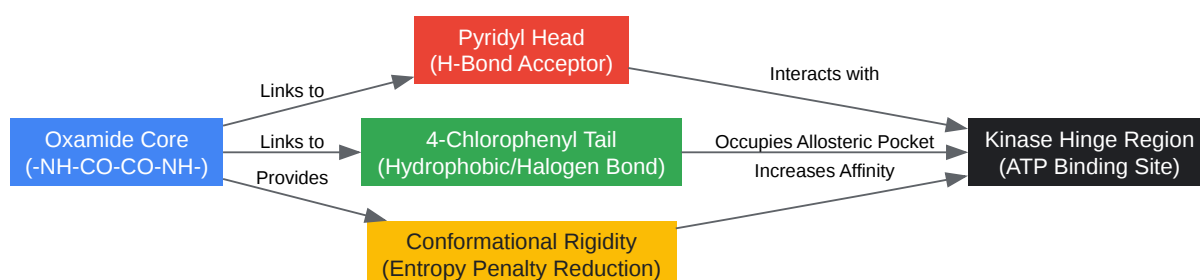 Pyridyl Head
(H-Bond Acceptor)
Links to
Interacts with
Oxamide Core
(-NH-CO-CO-NH-)
Links to
4-Chlorophenyl Tail
(Hydrophobic/Halogen Bond)
Occupies Allosteric Pocket
Kinase Hinge Region
(ATP Binding Site)
Provides
Increases Affinity
Conformational Rigidity
(Entropy Penalty Reduction)